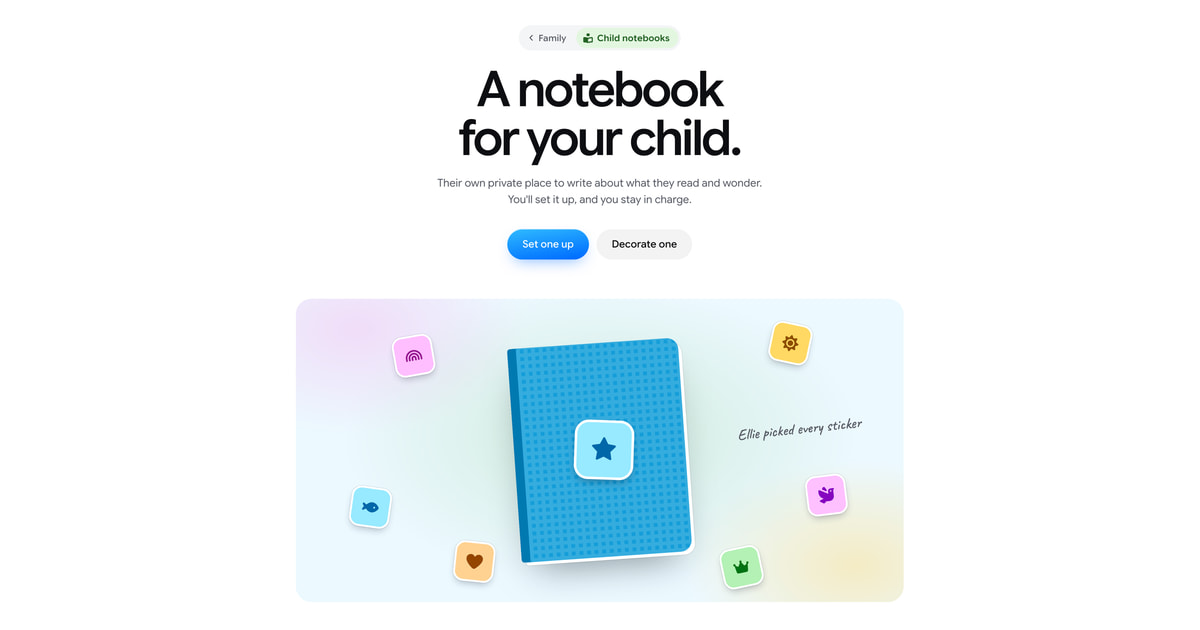 Family
Child notebooks
A notebook
for your child.
Their own private place to write about what they read and wonder.
You'll set it up, and you stay in charge.
Set one up
Decorate one
Ellie picked every sticker